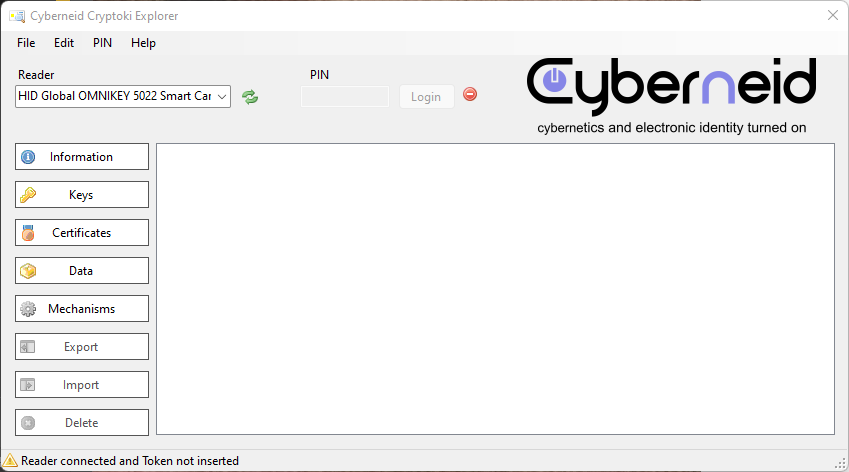 Cyberneid Cryptoki Explorer
File Edit PIN Help
Reader
PIN
HID Global OMNIKEY 5022 Smart Car
Login
Cyberneid
cybernetics and electronic identity turned on
Information
Keys
Certificates
Data
Mechanisms
Export
Import
Delete
Reader connected and Token not inserted